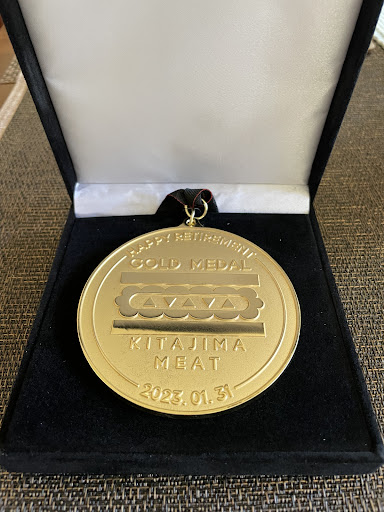 HAPPY RETIREMENT
GOLD MEDAL
KITAJIMA
MEAT
2023.01.31